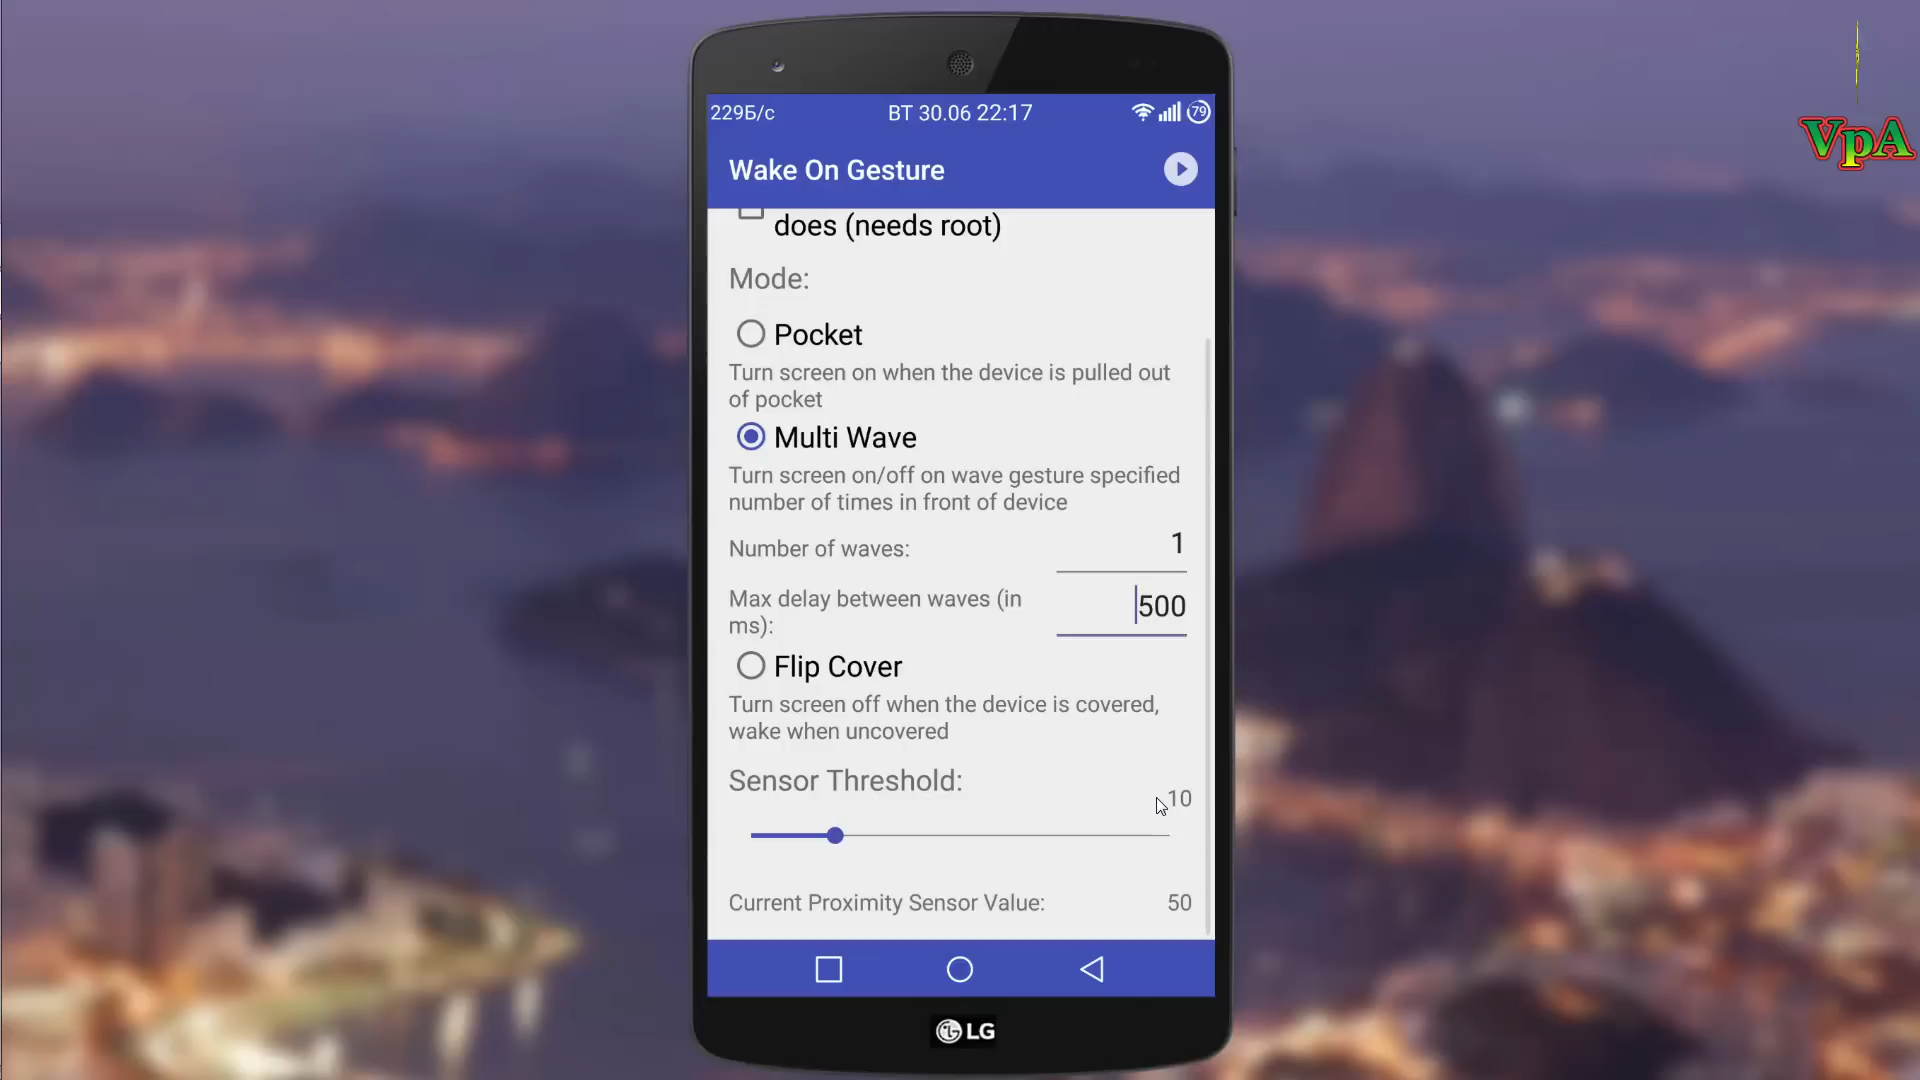 VpA
229Б/с ВТ 30.06 22:17 79
Wake On Gesture
does (needs root)
Mode:
Pocket
Turn screen on when the device is pulled out
of pocket
Multi Wave
Turn screen on/off on wave gesture specified
number of times in front of device
Number of waves: 1
Max delay between waves (in
ms): 500
Flip Cover
Turn screen off when the device is covered,
wake when uncovered
Sensor Threshold:
10
Current Proximity Sensor Value: 50
LG